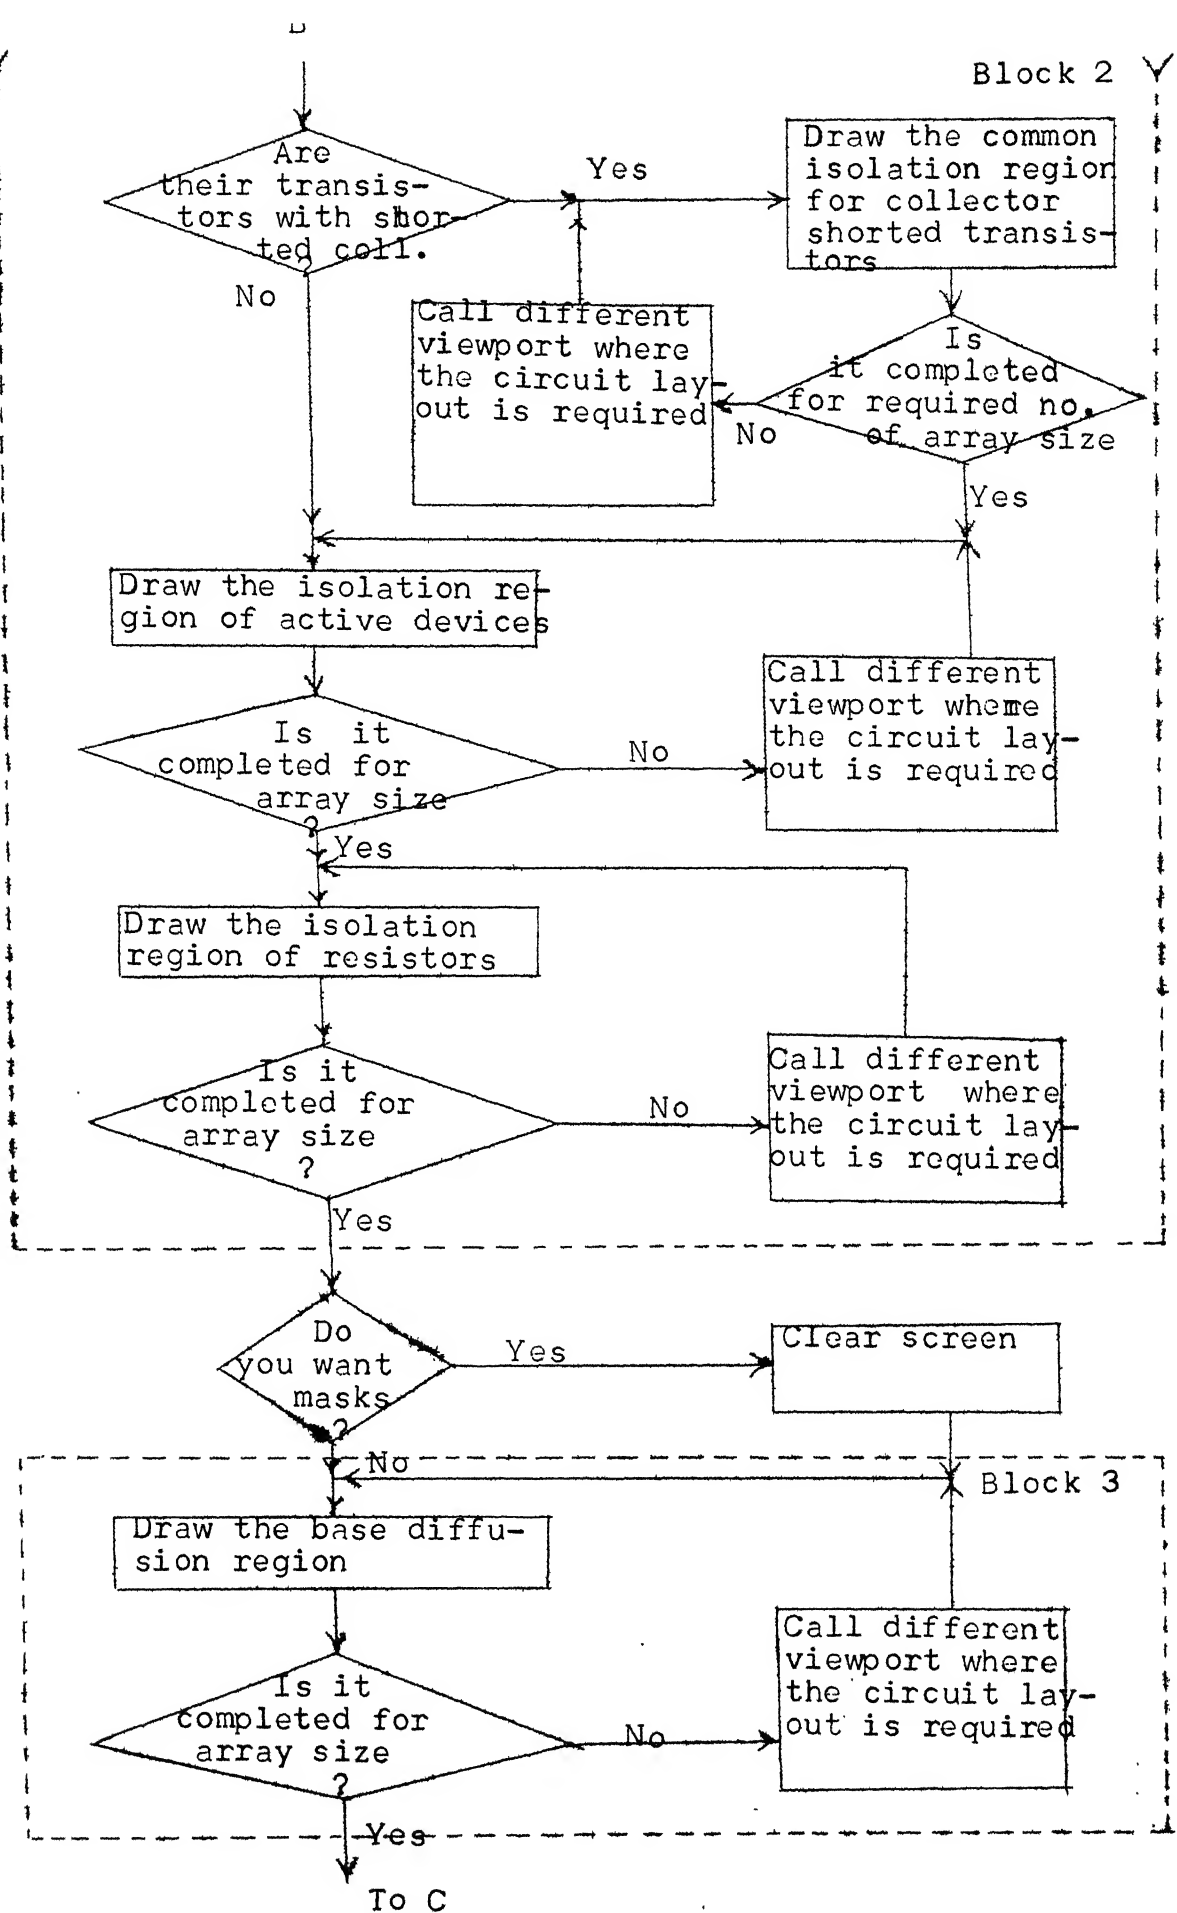 Block 2
Are
their transis-
tors with shor-
ted coll.
?
Yes
Draw the common
isolation region
for collector
shorted transis-
tors
No
Call different
viewport where
the circuit lay-
out is required
Is
it completed
for required no.
of array size
No
Yes
Draw the isolation re-
gion of active devices
Is it
completed for
array size
?
No
Call different
viewport where
the circuit lay-
out is required
Yes
Draw the isolation
region of resistors
Is it
completed for
array size
?
No
Call different
viewport where
the circuit lay-
out is required
Yes
Do
you want
masks
?
Yes
Clear screen
No
Block 3
Draw the base diffu-
sion region
Is it
completed for
array size
?
No
Call different
viewport where
the circuit lay-
out is required
Yes
To C